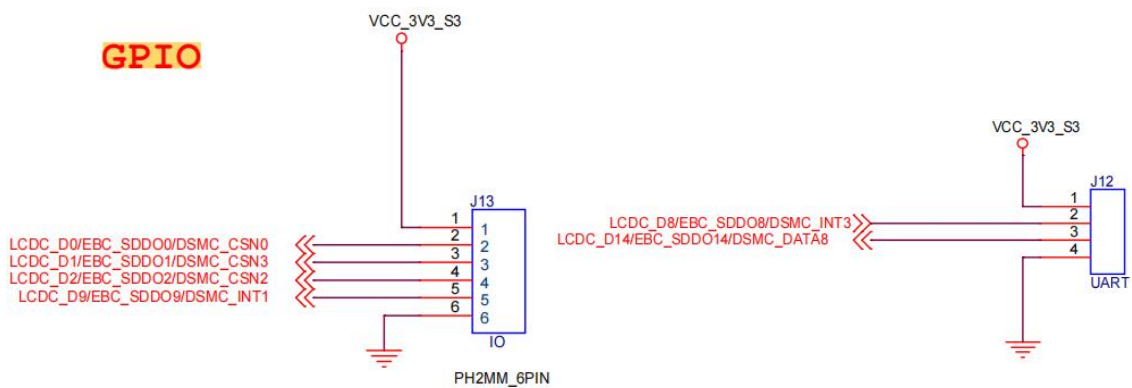 GPIO
VCC_3V3_S3
J13
1
1
LCDC_D0/EBC_SDDO0/DSMC_CSN0
2
2
LCDC_D1/EBC_SDDO1/DSMC_CSN3
3
3
LCDC_D2/EBC_SDDO2/DSMC_CSN2
4
4
LCDC_D9/EBC_SDDO9/DSMC_INT1
5
5
6
6
IO
PH2MM_6PIN
VCC_3V3_S3
J12
1
LCDC_D8/EBC_SDDO8/DSMC_INT3
2
LCDC_D14/EBC_SDDO14/DSMC_DATA8
3
4
UART